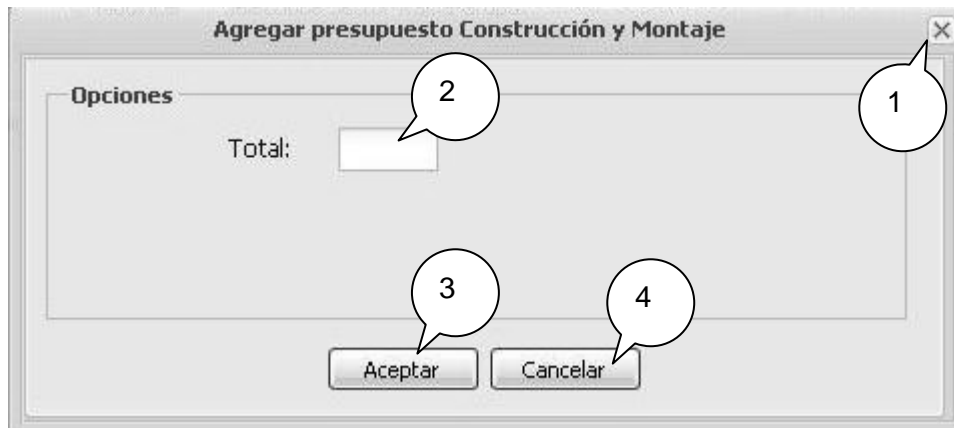 Agregar presupuesto Construcción y Montaje
1
Opciones
2
Total:
3
4
Aceptar
Cancelar